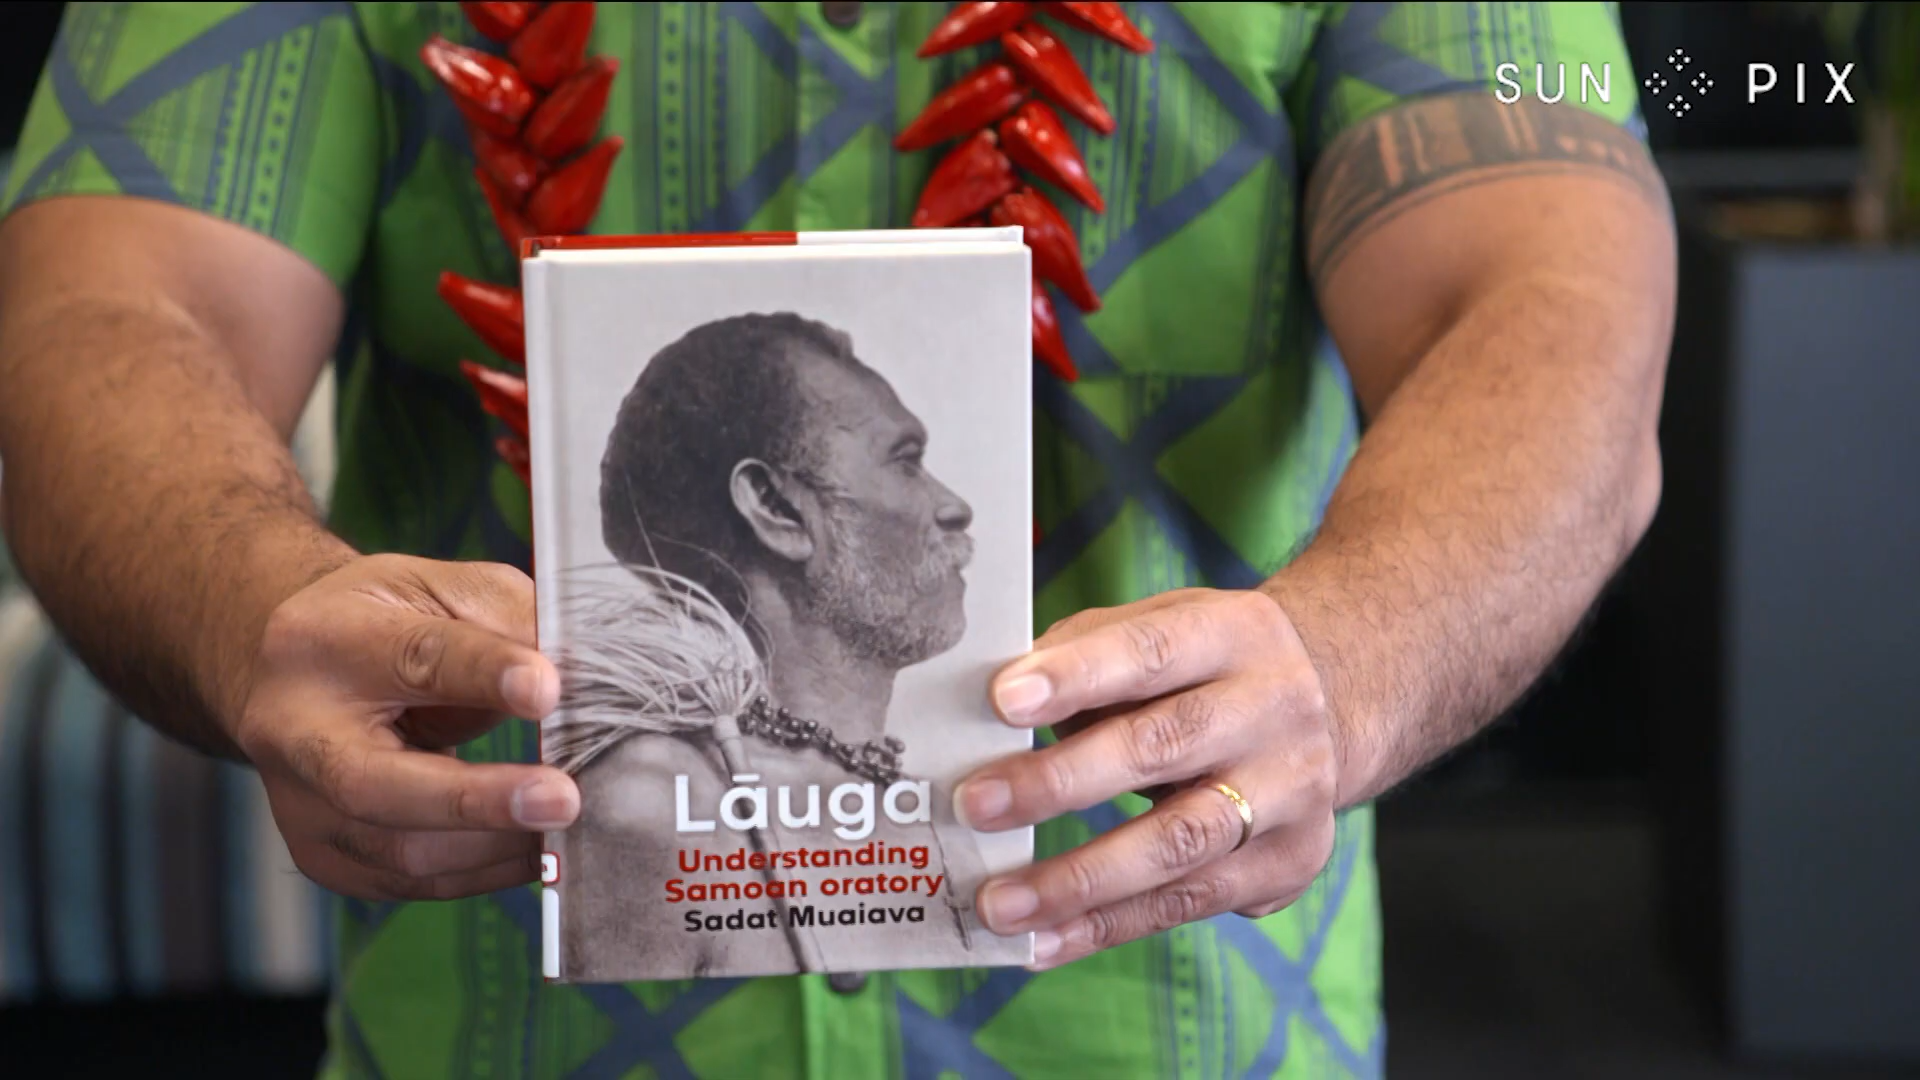 SUN PIX
Lāuga
Understanding
Samoan oratory
Sadat Muaiava